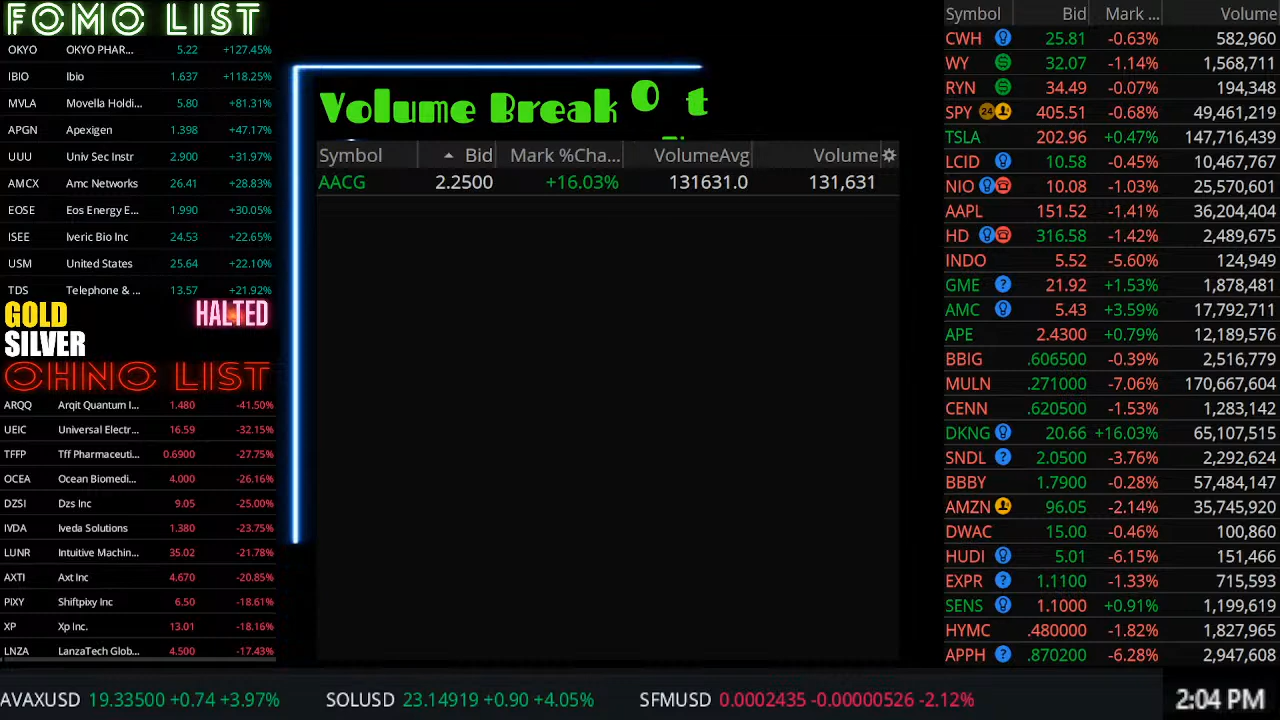 FOMO LIST
OKYO OKYO PHAR... 5.22 +127.45%
IBIO Ibio 1.637 +118.25%
MVLA Movella Holdi... 5.80 +81.31%
APGN Apexigen 1.398 +47.17%
UUU Univ Sec Instr 2.900 +31.97%
AMCX Amc Networks 26.41 +28.83%
EOSE Eos Energy E... 1.990 +30.05%
ISEE Iveric Bio Inc 24.53 +22.65%
USM United States 25.64 +22.10%
TDS Telephone & ... 13.57 +21.92%
GOLD HALTED
SILVER
OHNO LIST
ARQQ Arqit Quantum I... 1.480 -41.50%
UEIC Universal Electr... 16.59 -32.15%
TFFP Tff Pharmaceuti... 0.6900 -27.75%
OCEA Ocean Biomedi... 4.000 -26.16%
DZSI Dzs Inc 9.05 -25.00%
IVDA Iveda Solutions 1.380 -23.75%
LUNR Intuitive Machin... 35.02 -21.78%
AXTI Axt Inc 4.670 -20.85%
PIXY Shiftpixy Inc 6.50 -18.61%
XP Xp Inc. 13.01 -18.16%
LNZA LanzaTech Glob... 4.500 -17.43%
Volume Break O t
Symbol Bid Mark %Cha... VolumeAvg Volume
AACG 2.2500 +16.03% 131631.0 131,631
Symbol Bid Mark ... Volume
CWH 25.81 -0.63% 582,960
WY 32.07 -1.14% 1,568,711
RYN 34.49 -0.07% 194,348
SPY 24 405.51 -0.68% 49,461,219
TSLA 202.96 +0.47% 147,716,439
LCID 10.58 -0.45% 10,467,767
NIO 10.08 -1.03% 25,570,601
AAPL 151.52 -1.41% 36,204,404
HD 316.58 -1.42% 2,489,675
INDO 5.52 -5.60% 124,949
GME ? 21.92 +1.53% 1,878,481
AMC 5.43 +3.59% 17,792,711
APE 2.4300 +0.79% 12,189,576
BBIG .606500 -0.39% 2,516,779
MULN .271000 -7.06% 170,667,604
CENN .620500 -1.53% 1,283,142
DKNG 20.66 +16.03% 65,107,515
SNDL ? 2.0500 -3.76% 2,292,624
BBBY 1.7900 -0.28% 57,484,147
AMZN 96.05 -2.14% 35,745,920
DWAC 15.00 -0.46% 100,860
HUDI 5.01 -6.15% 151,466
EXPR ? 1.1100 -1.33% 715,593
SENS 1.1000 +0.91% 1,199,619
HYMC .480000 -1.82% 1,827,965
APPH ? .870200 -6.28% 2,947,608
AVAXUSD 19.33500 +0.74 +3.97% SOLUSD 23.14919 +0.90 +4.05% SFMUSD 0.0002435 -0.00000526 -2.12%
2:04 PM